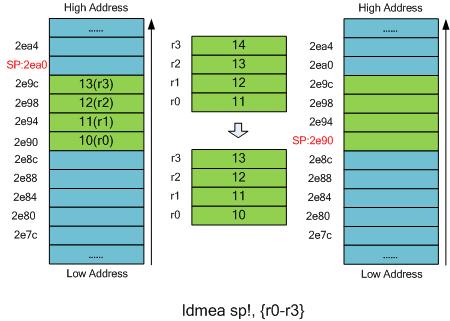 High Address
High Address
......
......
2ea4
r3 14
2ea4
SP:2ea0
r2 13
2ea0
2e9c 13(r3)
r1 12
2e9c
2e98 12(r2)
r0 11
2e98
2e94 11(r1)
2e94
2e90 10(r0)
SP:2e90
2e8c
r3 13
2e8c
2e88
r2 12
2e88
2e84
r1 11
2e84
2e80
r0 10
2e80
2e7c
2e7c
......
......
Low Address
Low Address
ldmea sp!, {r0-r3}